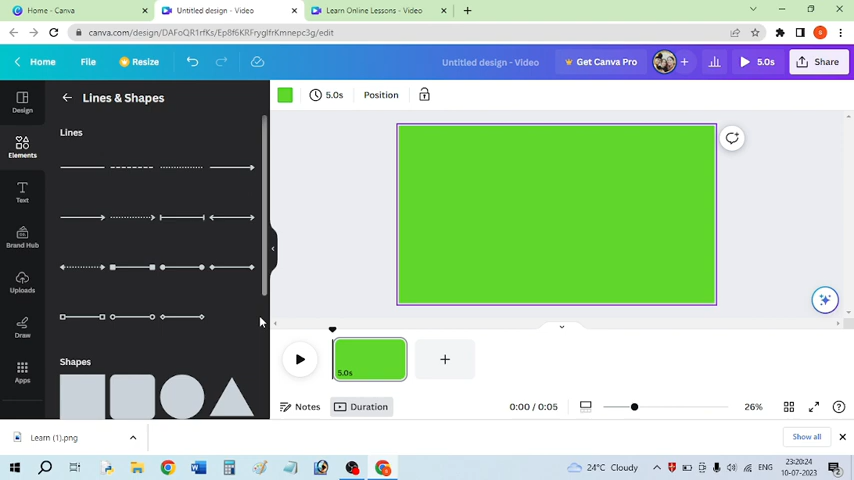 Home - Canva
Untitled design - Video
Learn Online Lessons - Video
canva.com/design/DAFoQR1rfKs/Ep8f6KRFryglfrKmnepc3g/edit
Home
File
Resize
Untitled design - Video
Get Canva Pro
5.0s
Share
Design
Elements
Text
Brand Hub
Uploads
Draw
Apps
Lines & Shapes
Lines
Shapes
5.0s
Position
5.0s
Notes
Duration
0:00 / 0:05
26%
Learn (1).png
Show all
24°C Cloudy
ENG
23:20:24
10-07-2023
2